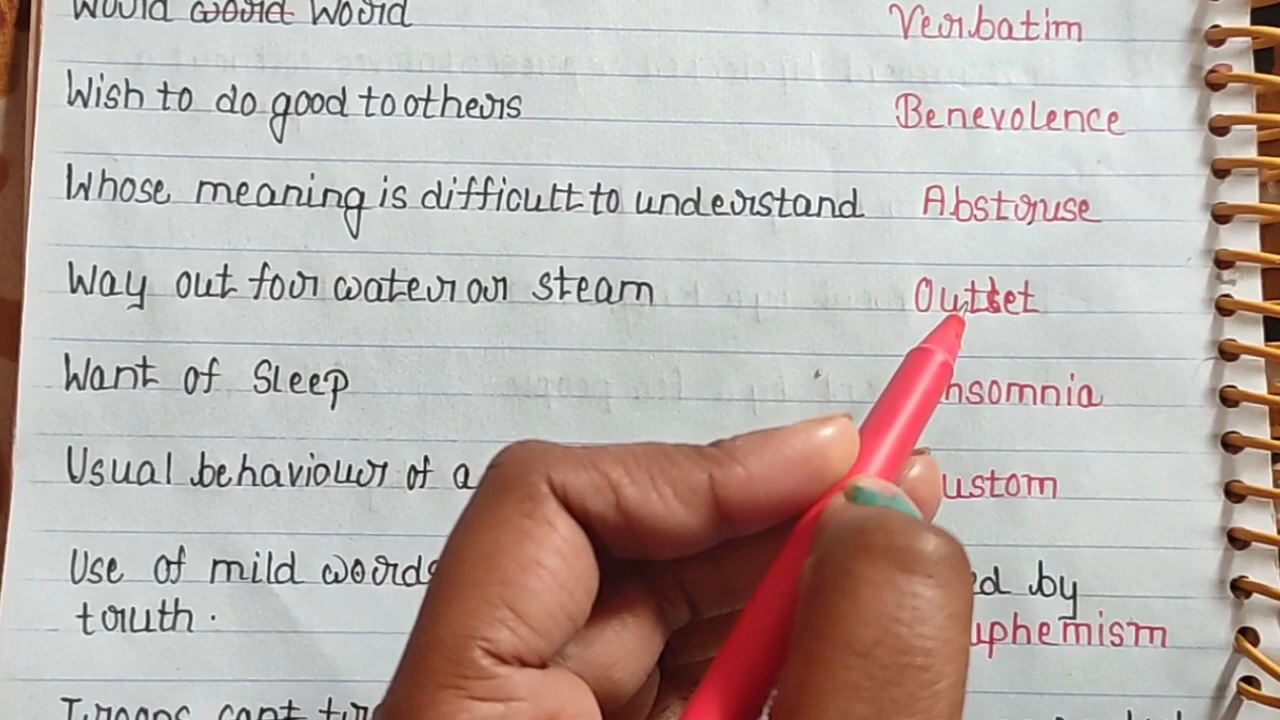 Verbatim
Wish to do good to others Benevolence
Whose meaning is difficult to understand Abstruse
Way out for water or steam Outlet
Want of Sleep nsomnia
Usual behaviour of a ustom
Use of mild words ed by
truth. uphemism